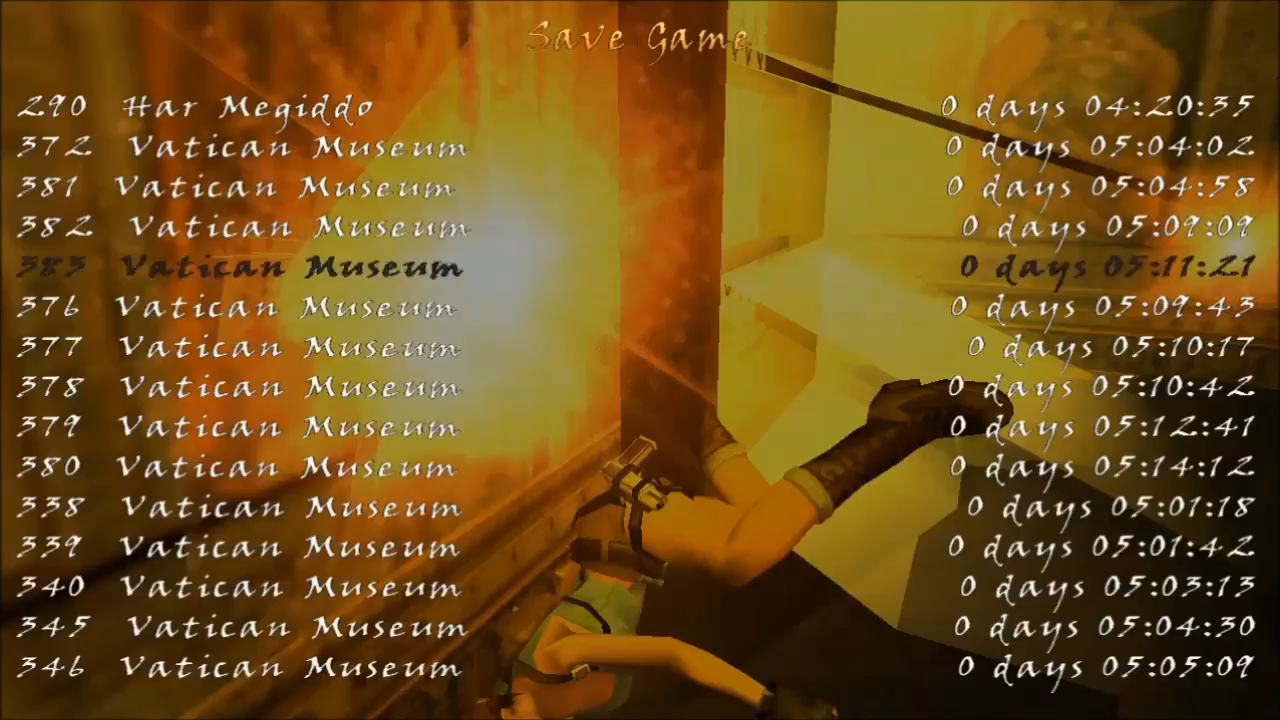 Save Game
290 Har Megiddo 0 days 04:20:35
372 Vatican Museum 0 days 05:04:02
381 Vatican Museum 0 days 05:04:58
382 Vatican Museum 0 days 05:09:09
383 Vatican Museum 0 days 05:11:21
376 Vatican Museum 0 days 05:09:43
377 Vatican Museum 0 days 05:10:17
378 Vatican Museum 0 days 05:10:42
379 Vatican Museum 0 days 05:12:41
380 Vatican Museum 0 days 05:14:12
338 Vatican Museum 0 days 05:01:18
339 Vatican Museum 0 days 05:01:42
340 Vatican Museum 0 days 05:03:13
345 Vatican Museum 0 days 05:04:30
346 Vatican Museum 0 days 05:05:09